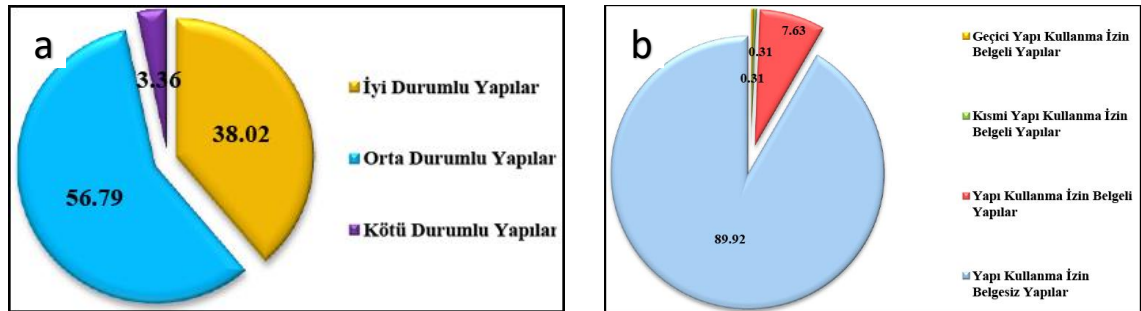 a
3.36
38.02
56.79
İyi Durumlu Yapılar
Orta Durumlu Yapılar
Kötü Durumlu Yapılar
b
7.63
0.31
0.31
89.92
Geçici Yapı Kullanma İzin
Belgeli Yapılar
Kısmi Yapı Kullanma İzin
Belgeli Yapılar
Yapı Kullanma İzin Belgeli
Yapılar
Yapı Kullanma İzin
Belgesiz Yapılar